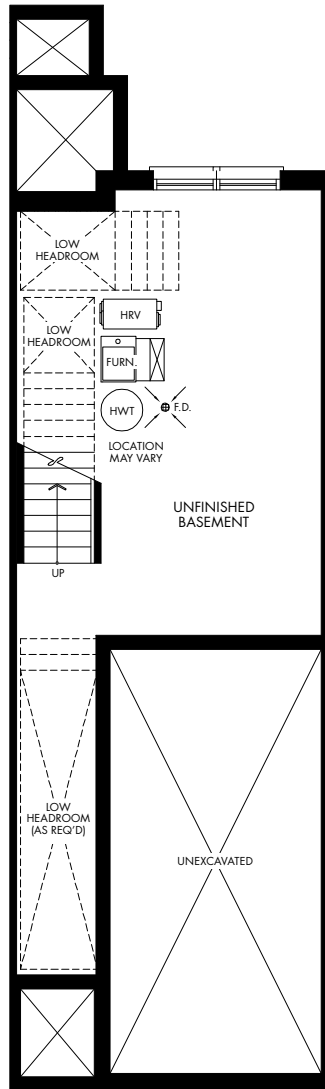 LOW
HEADROOM
HRV
LOW
HEADROOM
FURN.
HWT
F.D.
LOCATION
MAY VARY
UNFINISHED
BASEMENT
UP
LOW
HEADROOM
(AS REQ'D)
UNEXCAVATED